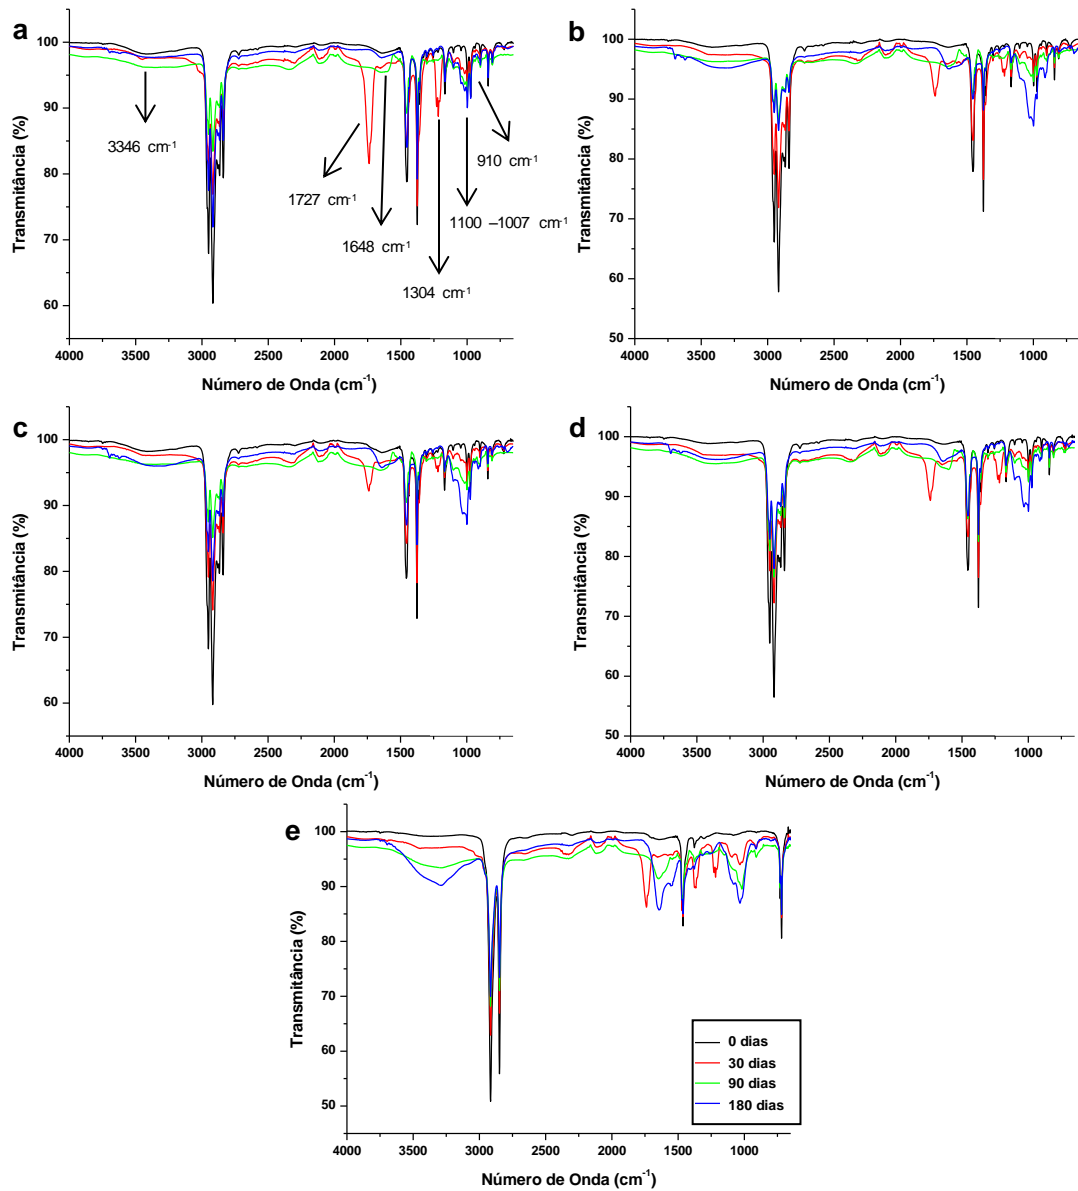 a
100
90
80
70
60
4000 3500 3000 2500 2000 1500 1000
Transmitância (%)
Número de Onda (cm-1)
3346 cm-1
1727 cm-1
1648 cm-1
1304 cm-1
1100 –1007 cm-1
910 cm-1
b
100
90
80
70
60
50
4000 3500 3000 2500 2000 1500 1000
Transmitância (%)
Número de Onda (cm-1)
c
100
90
80
70
60
4000 3500 3000 2500 2000 1500 1000
Transmitância (%)
Número de Onda (cm-1)
d
100
90
80
70
60
50
4000 3500 3000 2500 2000 1500 1000
Transmitância (%)
Número de Onda (cm-1)
e
100
90
80
70
60
50
4000 3500 3000 2500 2000 1500 1000
Transmitância (%)
Número de Onda (cm-1)
0 dias
30 dias
90 dias
180 dias